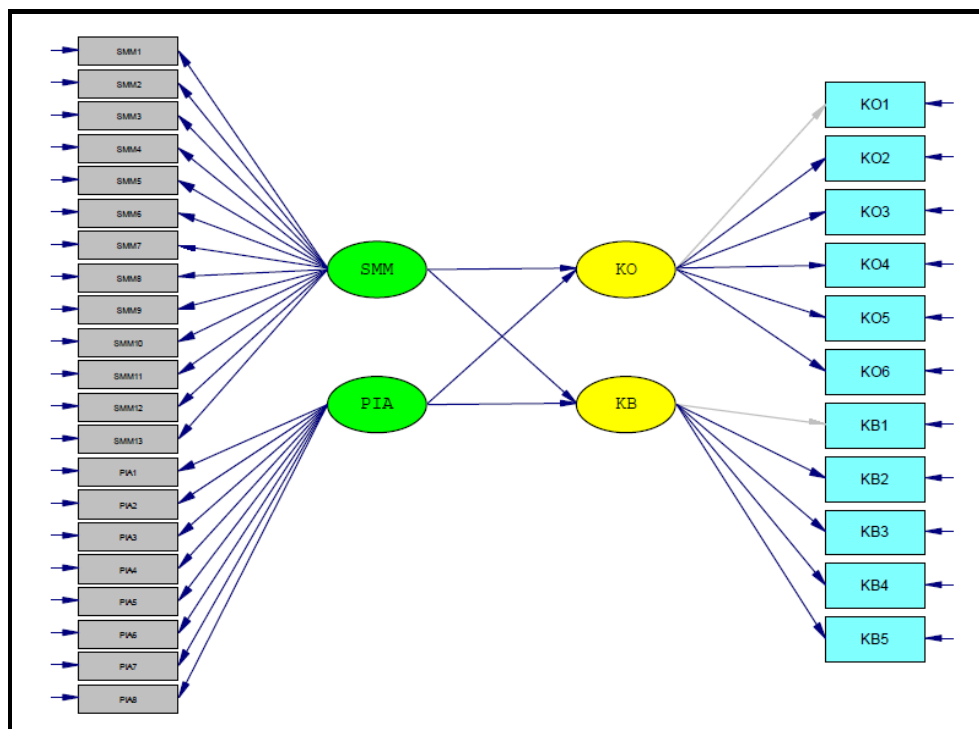 SMM1
SMM2
SMM3
SMM4
SMM5
SMM6
SMM7
SMM8
SMM9
SMM10
SMM11
SMM12
SMM13
PIA1
PIA2
PIA3
PIA4
PIA5
PIA6
PIA7
PIA8
SMM
PIA
KO
KB
KO1
KO2
KO3
KO4
KO5
KO6
KB1
KB2
KB3
KB4
KB5